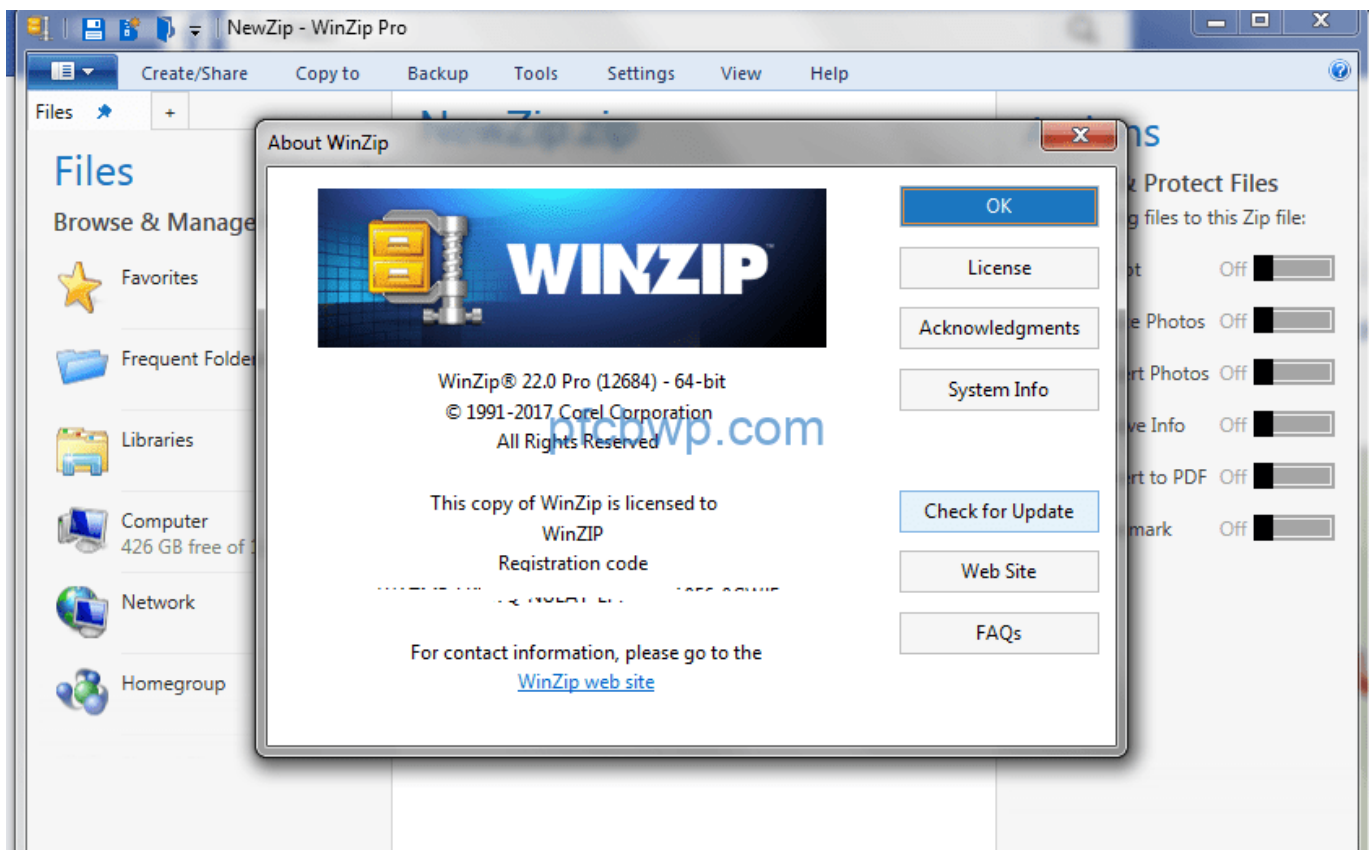 NewZip - WinZip Pro
Create/Share
Copy to
Backup
Tools
Settings
View
Help
Files
+
Files
Browse & Manage
Favorites
Frequent Folder
Libraries
Computer
426 GB free of
Network
Homegroup
NewZip.zip
About WinZip
WINZIP
WinZip® 22.0 Pro (12684) - 64-bit
© 1991-2017 Corel Corporation
All Rights Reserved
pfcbwp.com
This copy of WinZip is licensed to
WinZIP
Registration code
For contact information, please go to the
WinZip web site
OK
License
Acknowledgments
System Info
Check for Update
Web Site
FAQs
Protect Files
files to this Zip file:
Off
Photos Off
Photos Off
Info Off
to PDF Off
Off